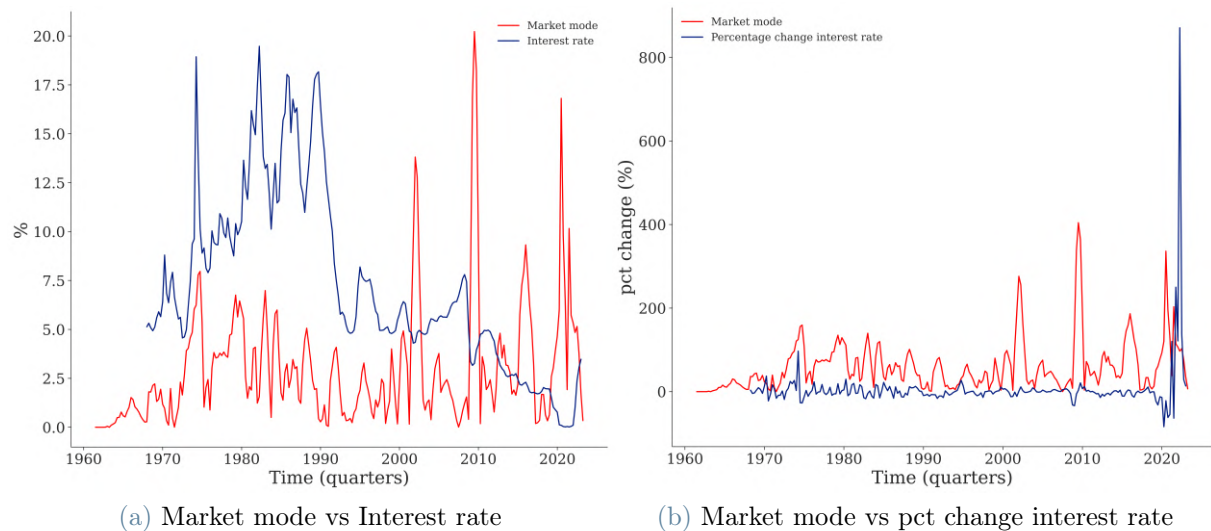 Market mode
Interest rate
20.0
17.5
15.0
12.5
10.0
7.5
5.0
2.5
0.0
%
1960 1970 1980 1990 2000 2010 2020
Time (quarters)
(a) Market mode vs Interest rate
Market mode
Percentage change interest rate
800
600
400
200
0
pct change (%)
1960 1970 1980 1990 2000 2010 2020
Time (quarters)
(b) Market mode vs pct change interest rate